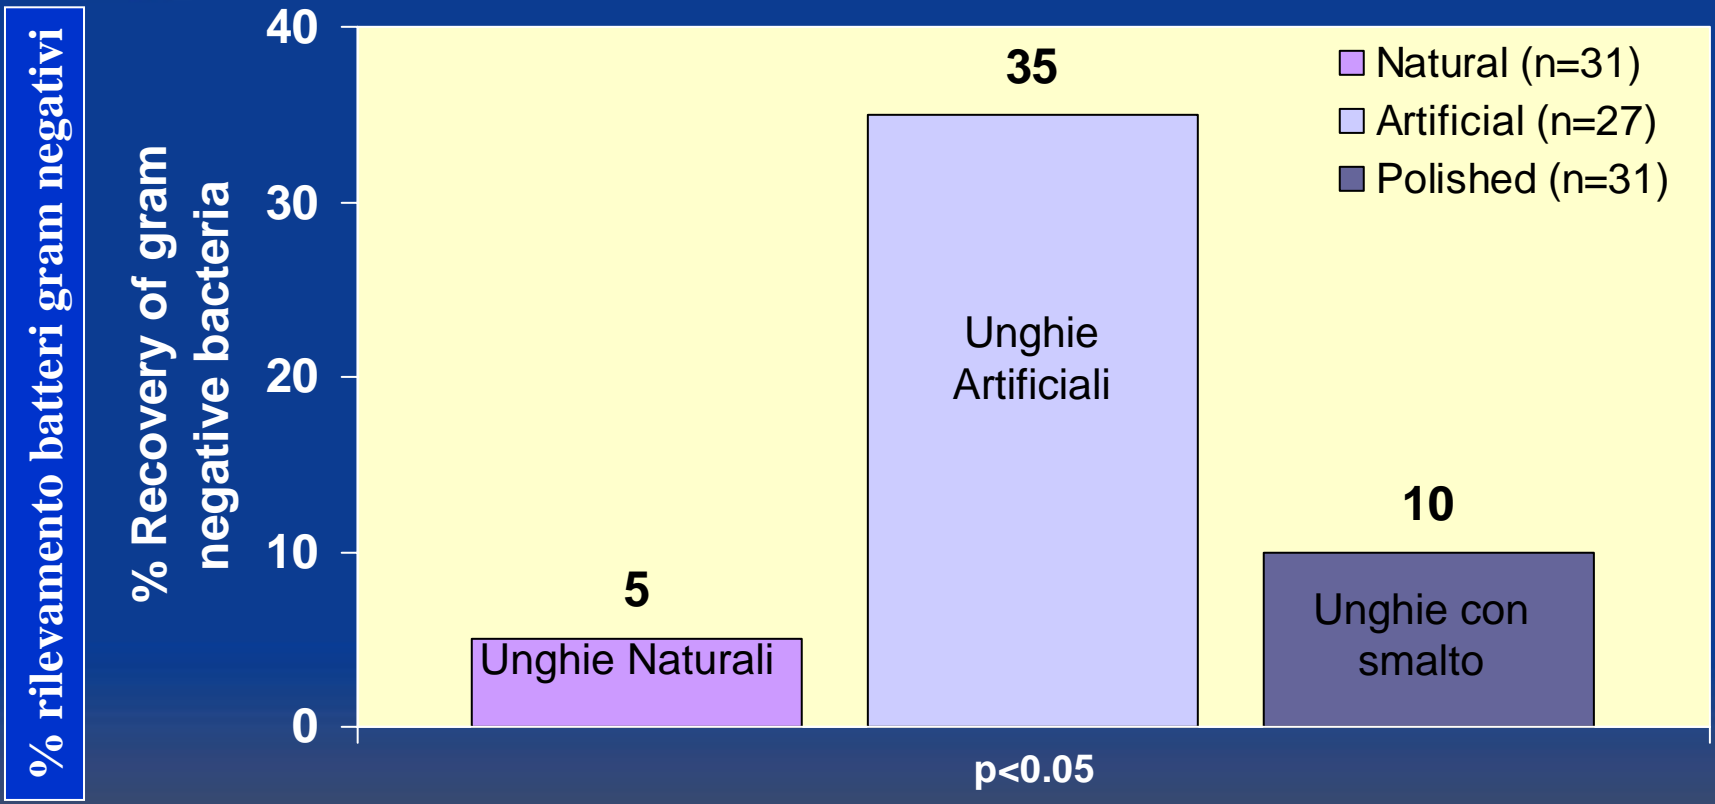 % rilevamento batteri gram negativi
% Recovery of gram
negative bacteria
40
30
20
10
0
5
35
10
Unghie Naturali
Unghie
Artificiali
Unghie con
smalto
Natural (n=31)
Artificial (n=27)
Polished (n=31)
p<0.05